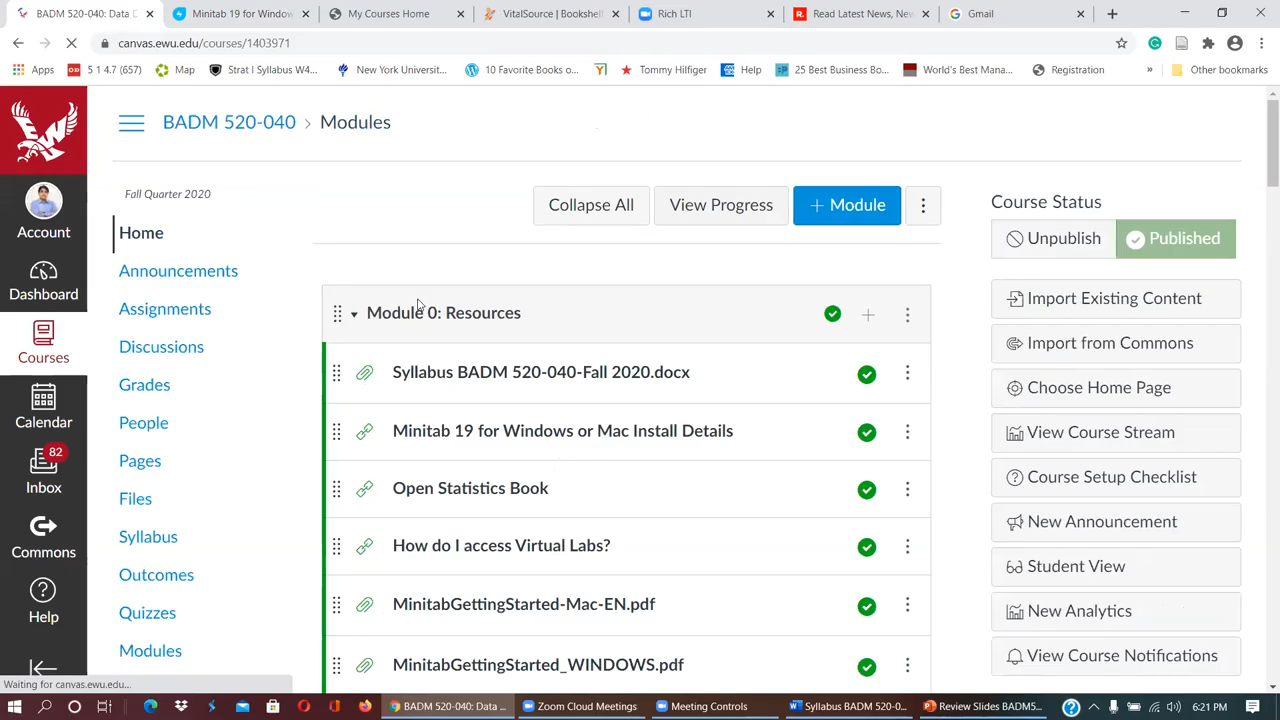 BADM 520-040: Data ...
Minitab 19 for Window
My Courses Home
VitalSource | Bookshel
Rich LTI
Read Latest News, New
Gmail
canvas.ewu.edu/courses/1403971
Apps
5 1 4.7 (657)
Map
Strat I Syllabus W4...
New York Universit...
10 Favorite Books o...
Tommy Hilfiger
Help
25 Best Business Bo...
World's Best Mana...
Registration
»
Other bookmarks
BADM 520-040 › Modules
Account
Dashboard
Courses
Calendar
82
Inbox
Commons
Help
Fall Quarter 2020
Home
Announcements
Assignments
Discussions
Grades
People
Pages
Files
Syllabus
Outcomes
Quizzes
Modules
Collapse All
View Progress
+ Module
Module 0: Resources
Syllabus BADM 520-040-Fall 2020.docx
Minitab 19 for Windows or Mac Install Details
Open Statistics Book
How do I access Virtual Labs?
MinitabGettingStarted-Mac-EN.pdf
MinitabGettingStarted_WINDOWS.pdf
Course Status
Unpublish
Published
Import Existing Content
Import from Commons
Choose Home Page
View Course Stream
Course Setup Checklist
New Announcement
Student View
New Analytics
View Course Notifications
Waiting for canvas.ewu.edu...
BADM 520-040: Data ...
Zoom Cloud Meetings
Meeting Controls
Syllabus BADM 520-0...
Review Slides BADM5...
6:21 PM